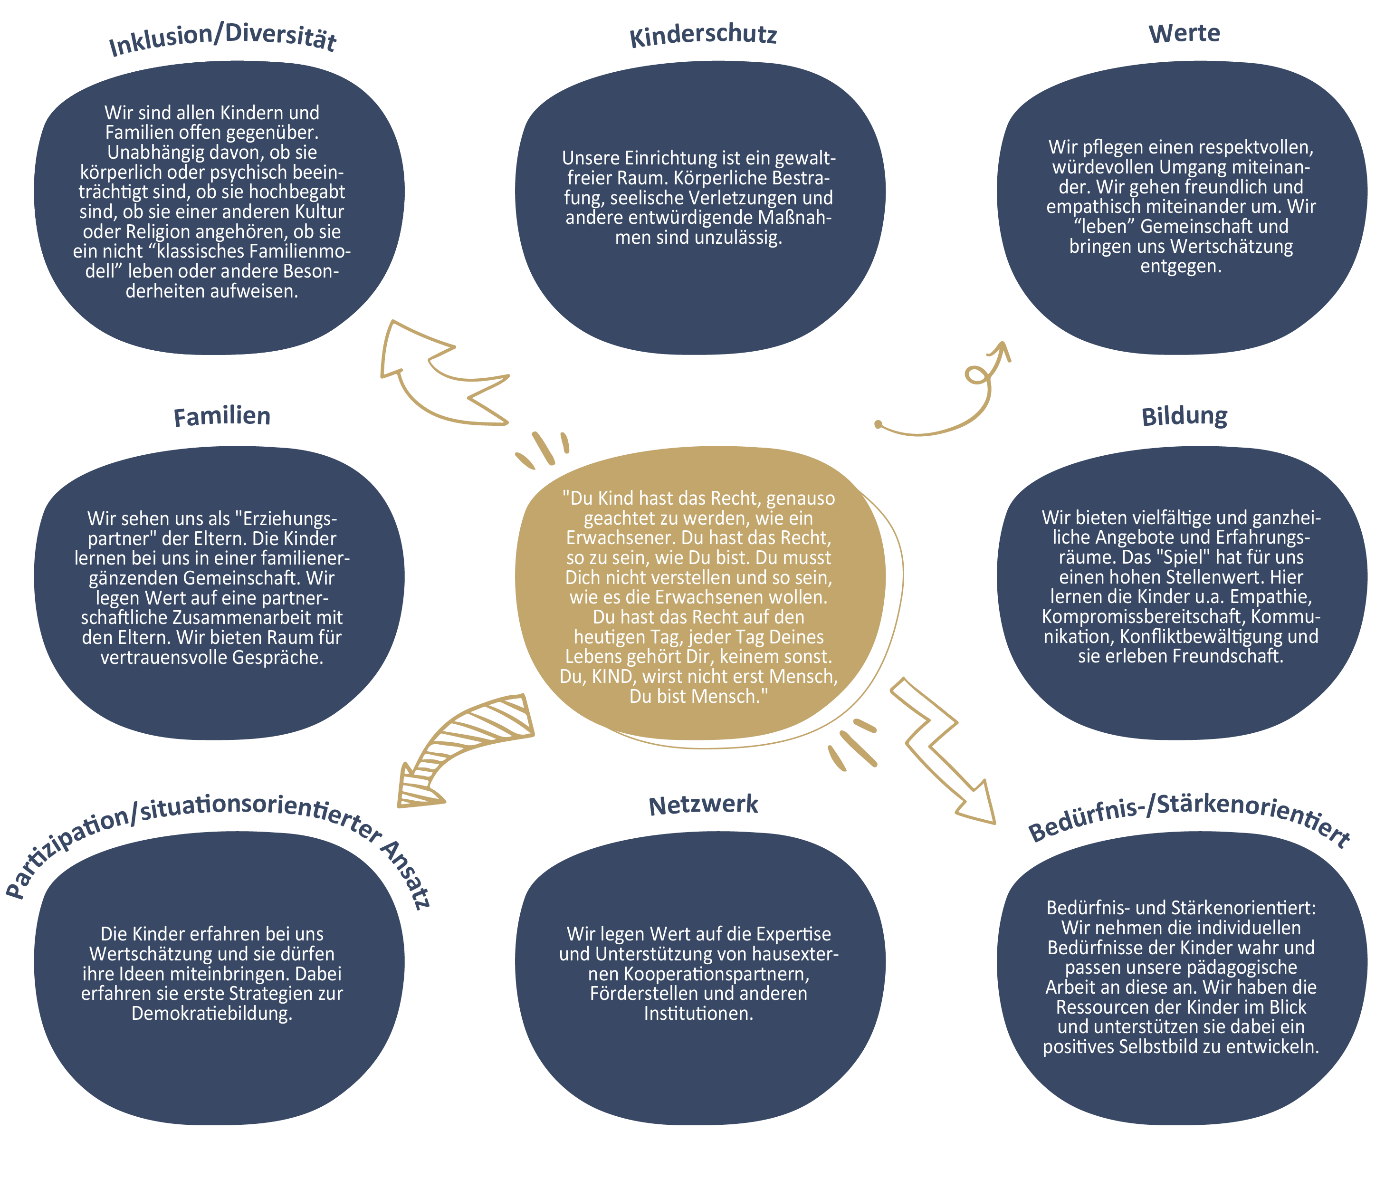 Inklusion/Diversität
Wir sind allen Kindern und
Familien offen gegenüber.
Unabhängig davon, ob sie
körperlich oder psychisch beein-
trächtigt sind, ob sie hochbegabt
sind, ob sie einer anderen Kultur
oder Religion angehören, ob sie
ein nicht “klassisches Familienmo-
dell” leben oder andere Beson-
derheiten aufweisen.
Kinderschutz
Unsere Einrichtung ist ein gewalt-
freier Raum. Körperliche Bestra-
fung, seelische Verletzungen und
andere entwürdigende Maßnah-
men sind unzulässig.
Werte
Wir pflegen einen respektvollen,
würdevollen Umgang miteinan-
der. Wir gehen freundlich und
empathisch miteinander um. Wir
“leben” Gemeinschaft und
bringen uns Wertschätzung
entgegen.
Familien
Wir sehen uns als "Erziehungs-
partner" der Eltern. Die Kinder
lernen bei uns in einer familiener-
gänzenden Gemeinschaft. Wir
legen Wert auf eine partner-
schaftliche Zusammenarbeit mit
den Eltern. Wir bieten Raum für
vertrauensvolle Gespräche.
"Du Kind hast das Recht, genauso
geachtet zu werden, wie ein
Erwachsener. Du hast das Recht,
so zu sein, wie Du bist. Du musst
Dich nicht verstellen und so sein,
wie es die Erwachsenen wollen.
Du hast das Recht auf den
heutigen Tag, jeder Tag Deines
Lebens gehört Dir, keinem sonst.
Du, KIND, wirst nicht erst Mensch,
Du bist Mensch."
Bildung
Wir bieten vielfältige und ganzhei-
liche Angebote und Erfahrungs-
räume. Das "Spiel" hat für uns
einen hohen Stellenwert. Hier
lernen die Kinder u.a. Empathie,
Kompromissbereitschaft, Kommu-
nikation, Konfliktbewältigung und
sie erleben Freundschaft.
Partizipation/situationsorientierter Ansatz
Die Kinder erfahren bei uns
Wertschätzung und sie dürfen
ihre Ideen miteinbringen. Dabei
erfahren sie erste Strategien zur
Demokratiebildung.
Netzwerk
Wir legen Wert auf die Expertise
und Unterstützung von hausexter-
nen Kooperationspartnern,
Förderstellen und anderen
Institutionen.
Bedürfnis-/Stärkenorientiert
Bedürfnis- und Stärkenorientiert:
Wir nehmen die individuellen
Bedürfnisse der Kinder wahr und
passen unsere pädagogische
Arbeit an diese an. Wir haben die
Ressourcen der Kinder im Blick
und unterstützen sie dabei ein
positives Selbstbild zu entwickeln.